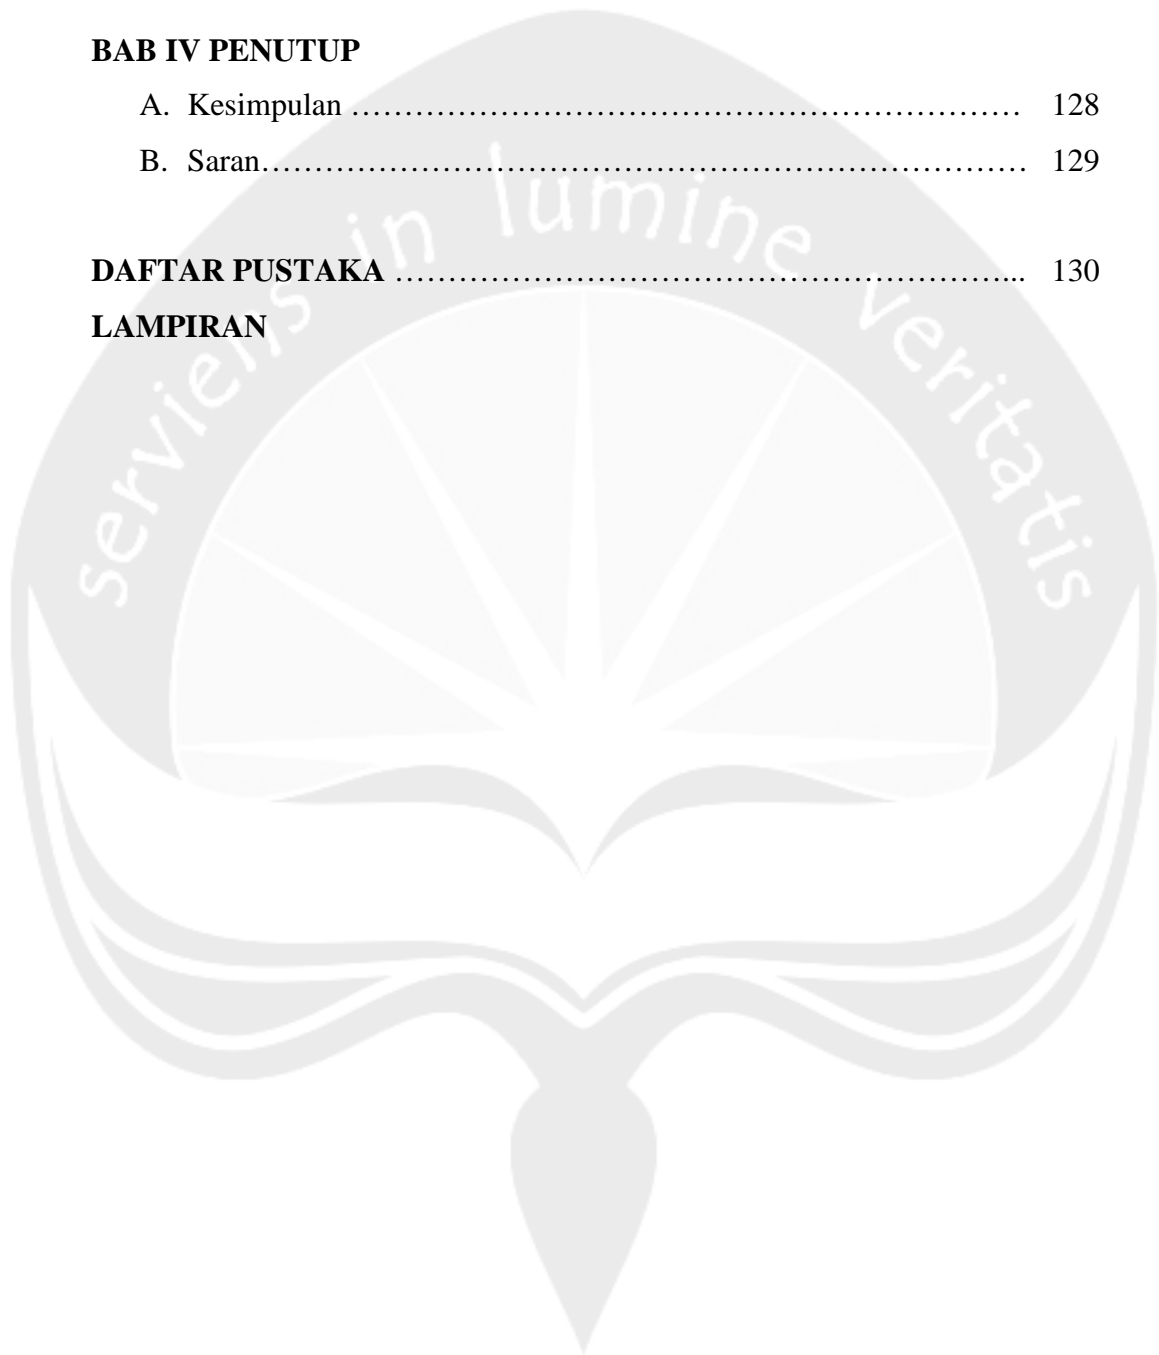 BAB IV PENUTUP
A. Kesimpulan ……………………………………………………… 128
B. Saran……………………………………………………………… 129
DAFTAR PUSTAKA ………………………………………………….. 130
LAMPIRAN
serviens in lumine veritatis